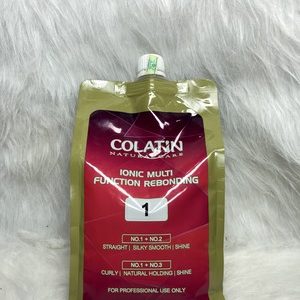 COLATIN
NATURAL CARE
IONIC MULTI
FUNCTION REBONDING
1
NO.1 + NO.2
STRAIGHT | SILKY SMOOTH | SHINE
NO.1 + NO.3
CURLY | NATURAL HOLDING | SHINE
FOR PROFESSIONAL USE ONLY